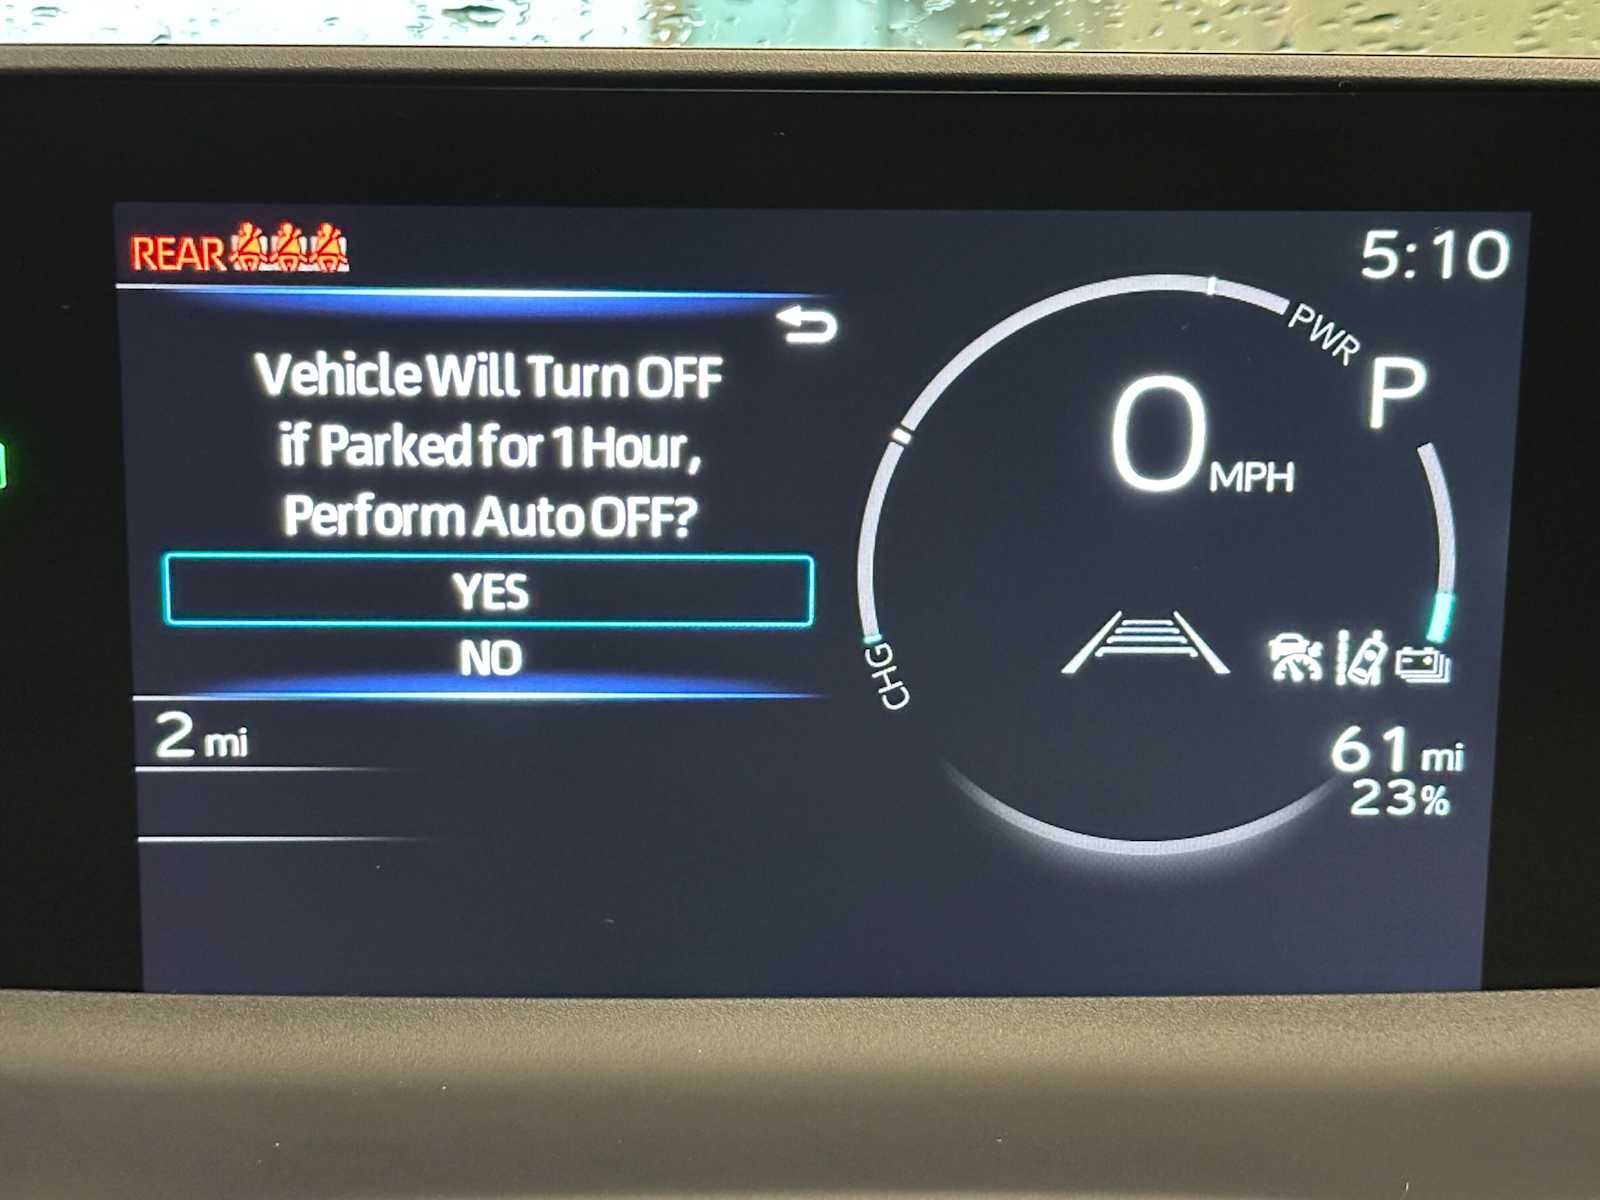 REAR
5:10
Vehicle Will Turn OFF
if Parked for 1 Hour,
Perform Auto OFF?
YES
NO
PWR
P
0 MPH
CHG
2 mi
61 mi
23%